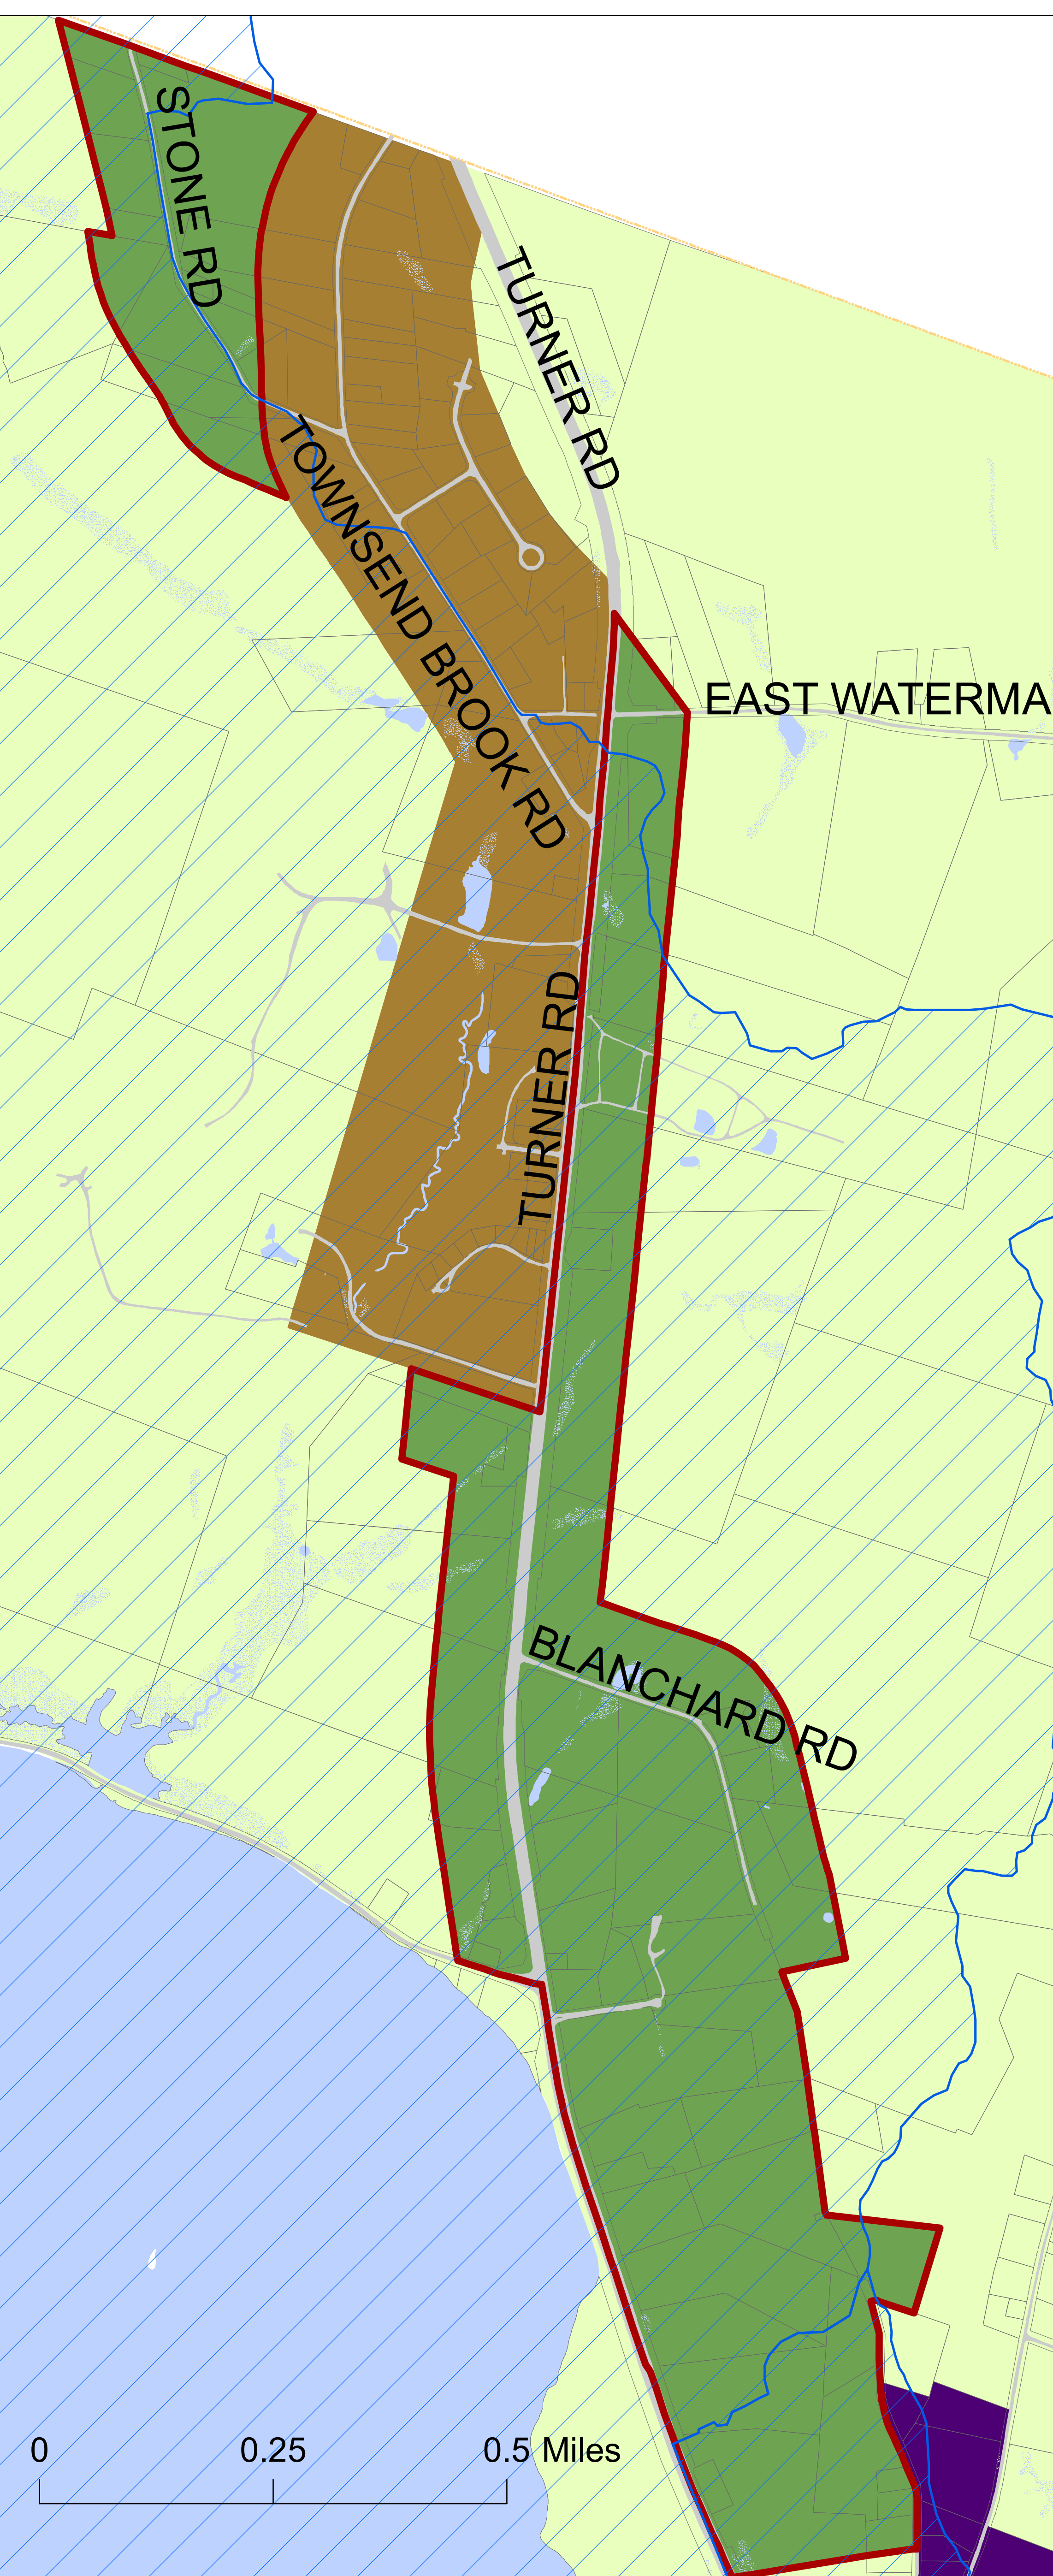 STONE RD
TURNER RD
TOWNSEND BROOK RD
EAST WATERMA
TURNER RD
BLANCHARD RD
0 0.25 0.5 Miles